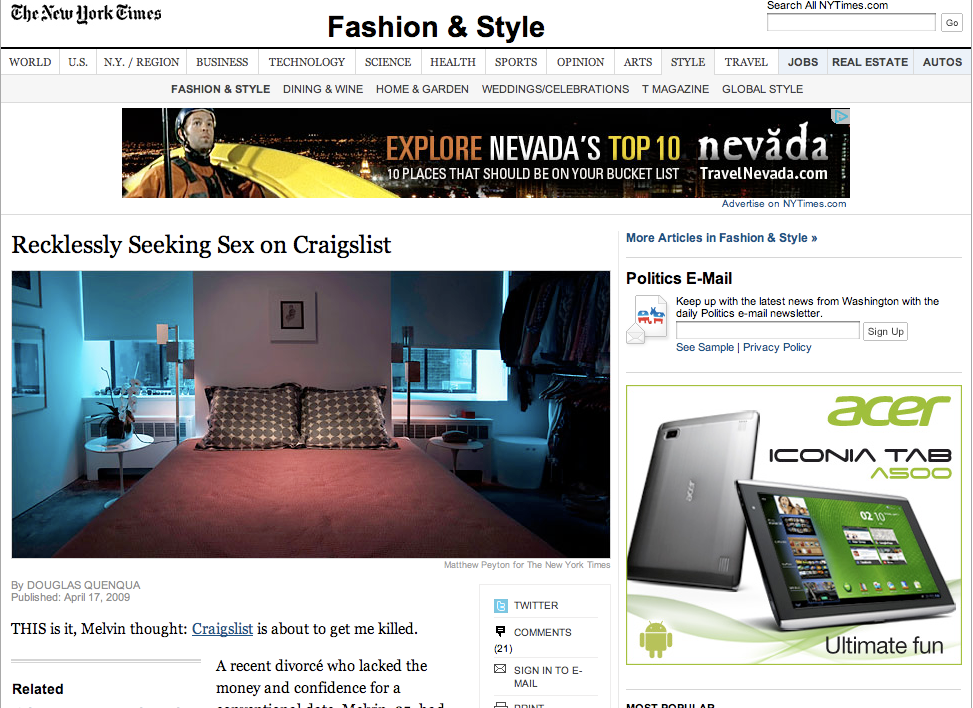 The New York Times
Fashion & Style
Search All NYTimes.com
Go
WORLD U.S. N.Y. / REGION BUSINESS TECHNOLOGY SCIENCE HEALTH SPORTS OPINION ARTS STYLE TRAVEL JOBS REAL ESTATE AUTOS
FASHION & STYLE DINING & WINE HOME & GARDEN WEDDINGS/CELEBRATIONS T MAGAZINE GLOBAL STYLE
EXPLORE NEVADA'S TOP 10
10 PLACES THAT SHOULD BE ON YOUR BUCKET LIST
nevăda
TravelNevada.com
Advertise on NYTimes.com
Recklessly Seeking Sex on Craigslist
Matthew Peyton for The New York Times
By DOUGLAS QUENQUA
Published: April 17, 2009
THIS is it, Melvin thought: Craigslist is about to get me killed.
Related
A recent divorcé who lacked the
money and confidence for a
TWITTER
COMMENTS
(21)
SIGN IN TO E-
MAIL
PRINT
More Articles in Fashion & Style »
Politics E-Mail
Keep up with the latest news from Washington with the
daily Politics e-mail newsletter.
Sign Up
See Sample | Privacy Policy
acer
ICONIA TAB
A500
acer
02 10
Ultimate fun
MOST POPULAR